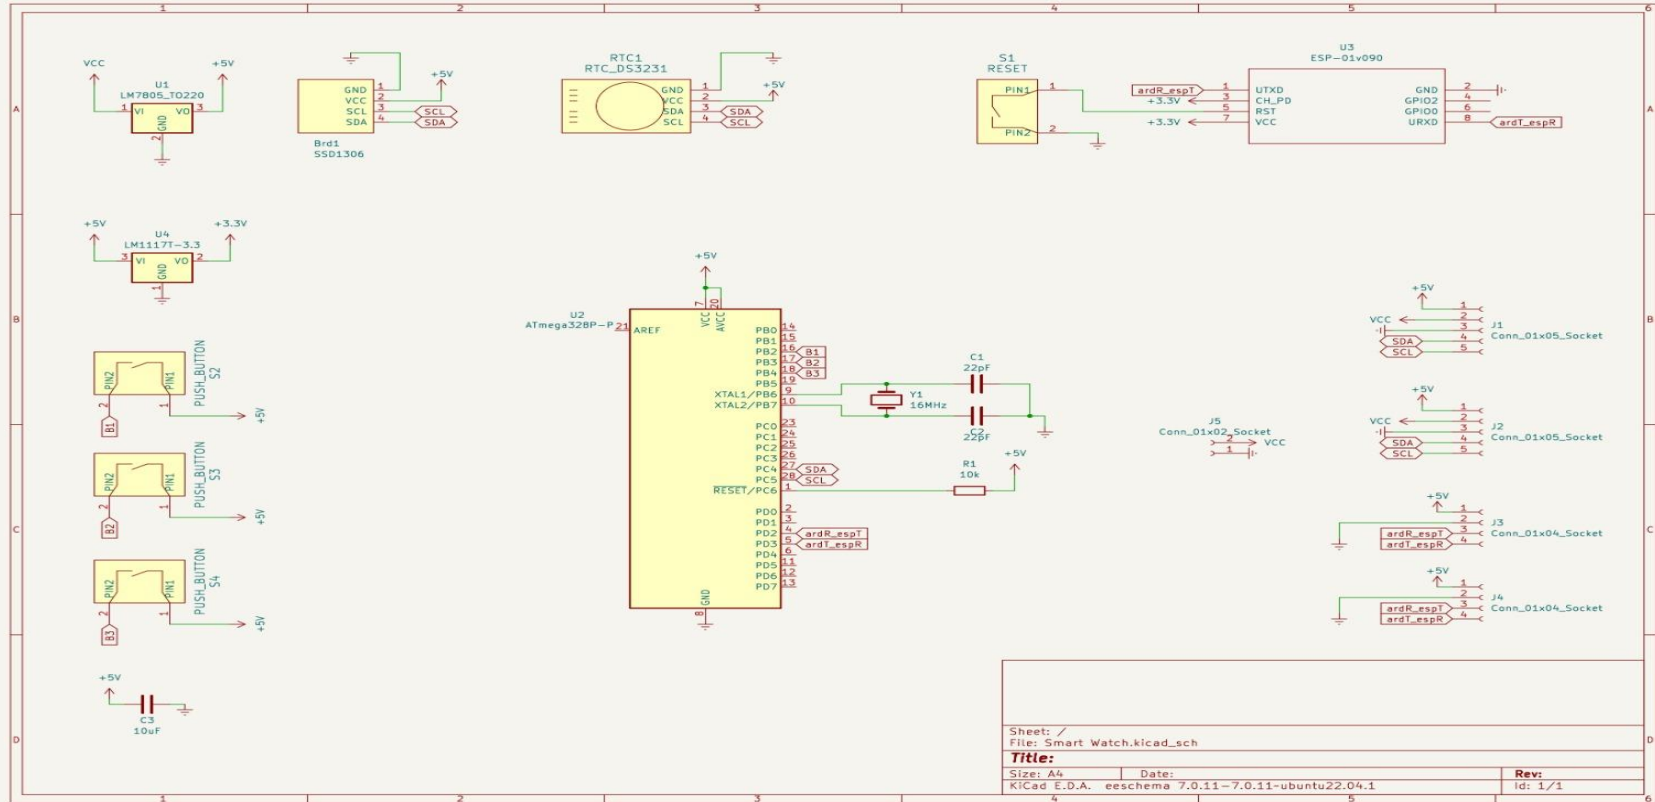 1 2 3 4 5 6
A
B
C
D
VCC
+5V
U1
LM7805_TO220
1 VI VO 3
GND
2
+5V
GND 1
VCC 2
SCL 3 SCL
SDA 4 SDA
Brd1
SSD1306
RTC1
RTC_DS3231
GND 1
VCC 2 +5V
SDA 3 SDA
SCL 4 SCL
S1
RESET
PIN1 1
PIN2 2
U3
ESP-01v090
ardR_espT 1 UTXD GND 2
+3.3V 3 CH_PD GPIO2 4
5 RST GPIO0 6
+3.3V 7 VCC URXD 8 ardT_espR
+5V
+3.3V
U4
LM1117T-3.3
3 VI VO 2
GND
1
PIN2 PIN1
2 1
PUSH_BUTTON
S2
B1
+5V
PIN2 PIN1
2 1
PUSH_BUTTON
S3
B2
+5V
PIN2 PIN1
2 1
PUSH_BUTTON
S4
B3
+5V
+5V
C3
10uF
+5V
7 20
VCC AVCC
U2
ATmega328P-P
21 AREF
PB0 14
PB1 15
PB2 16 B1
PB3 17 B2
PB4 18 B3
PB5 19
XTAL1/PB6 9
XTAL2/PB7 10
PC0 23
PC1 24
PC2 25
PC3 26
PC4 27 SDA
PC5 28 SCL
RESET/PC6 1
PD0 2
PD1 3
PD2 4 ardR_espT
PD3 5 ardT_espR
PD4 6
PD5 11
PD6 12
PD7 13
GND
8
C1
22pF
Y1
16MHz
C2
22pF
R1
10k
+5V
J5
Conn_01x02_Socket
2 VCC
1
+5V
1
VCC 2
3
SDA 4
SCL 5
J1
Conn_01x05_Socket
+5V
1
VCC 2
3
SDA 4
SCL 5
J2
Conn_01x05_Socket
+5V
1
2
ardR_espT 3
ardT_espR 4
J3
Conn_01x04_Socket
+5V
1
2
ardR_espT 3
ardT_espR 4
J4
Conn_01x04_Socket
Sheet: /
File: Smart Watch.kicad_sch
Title:
Size: A4 Date: Rev:
KiCad E.D.A. eeschema 7.0.11-7.0.11-ubuntu22.04.1 Id: 1/1
A
B
C
D
1 2 3 4 5 6